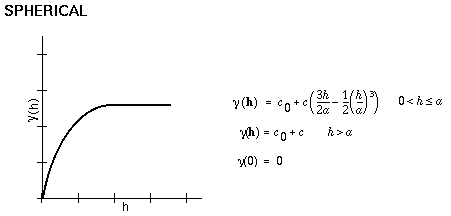 SPHERICAL
γ(h)
h
γ(h) = c₀ + c(3h/2a − 1/2(h/a)³) 0 < h ≤ a
γ(h) = c₀ + c h > a
γ(0) = 0